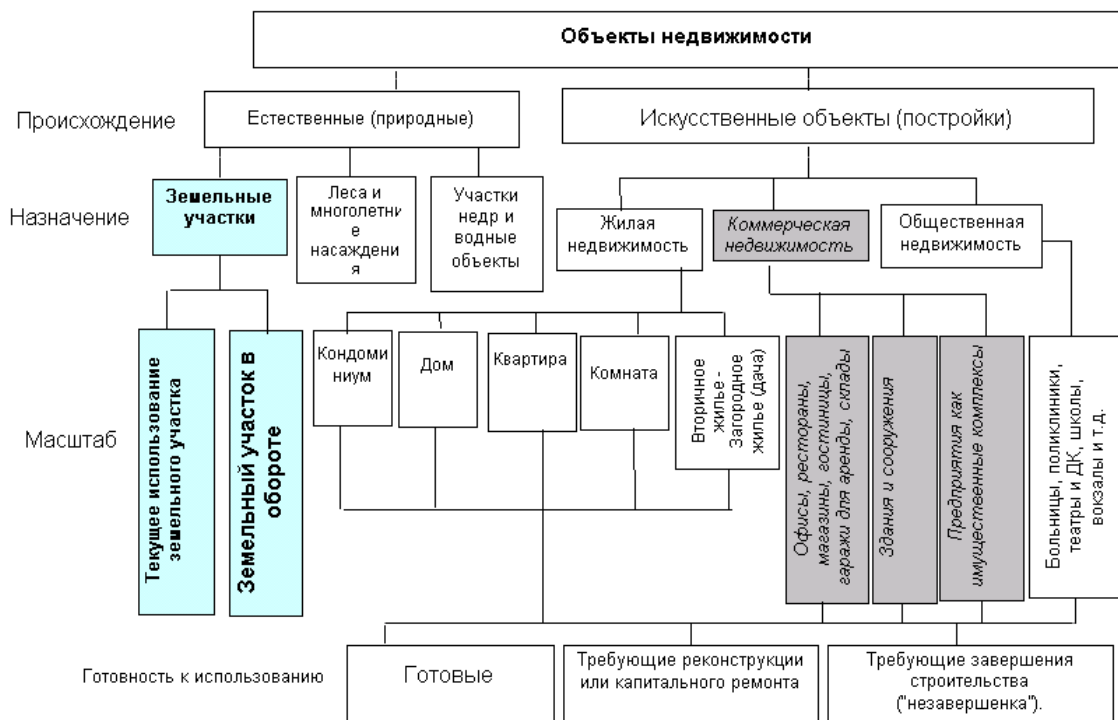 Объекты недвижимости
Происхождение
Естественные (природные)
Искусственные объекты (постройки)
Назначение
Земельные
участки
Леса и
многолетни
е
насаждени
я
Участки
недр и
водные
объекты
Жилая
недвижимость
Коммерческая
недвижимость
Общественная
недвижимость
Масштаб
Текущее использование
земельного участка
Земельный участок в
обороте
Кондоми
ниум
Дом
Квартира
Комната
Вторичное
жилье -
Загородное
жилье (дача)
Офисы, рестораны,
магазины, гостиницы,
гаражи для аренды, склады
Здания и сооружения
Предприятия как
имущественные комплексы
Больницы, поликлиники,
театры и ДК, школы,
вокзалы и т.д.
Готовность к использованию
Готовые
Требующие реконструкции
или капитального ремонта
Требующие завершения
строительства
("незавершенка").